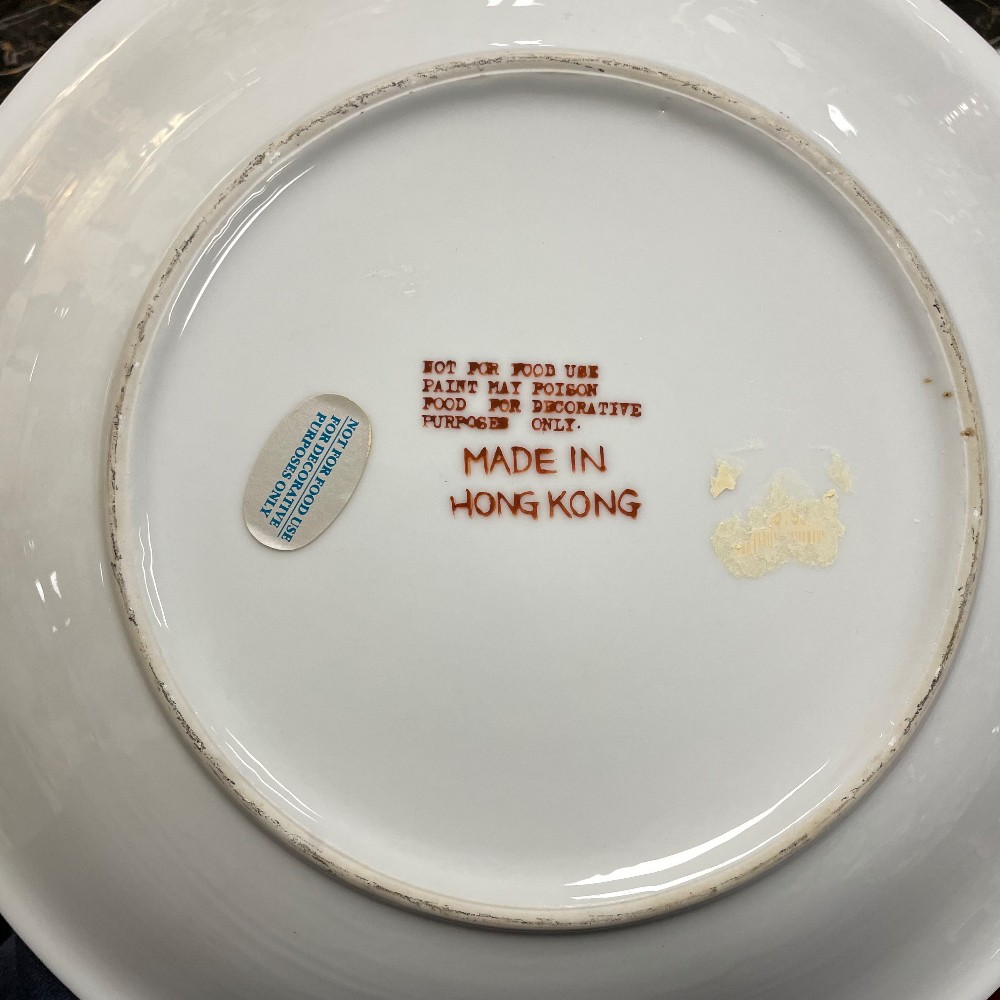 NOT FOR FOOD USE
PAINT MAY POISON
FOOD FOR DECORATIVE
PURPOSES ONLY.
MADE IN
HONG KONG
NOT FOR FOOD USE
FOR DECORATIVE
PURPOSES ONLY